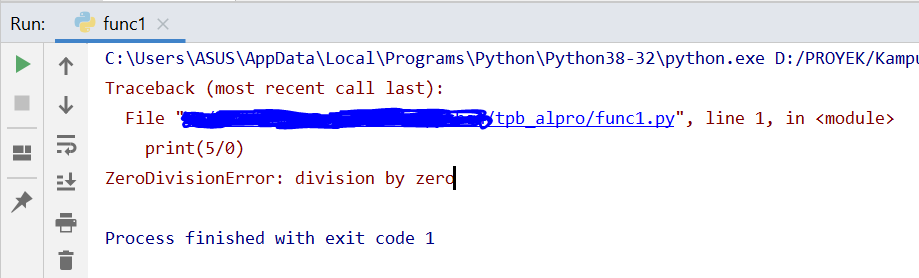 Run: func1
C:\Users\ASUS\AppData\Local\Programs\Python\Python38-32\python.exe D:/PROYEK/Kampu
Traceback (most recent call last):
File "/tpb_alpro/func1.py", line 1, in <module>
print(5/0)
ZeroDivisionError: division by zero
Process finished with exit code 1